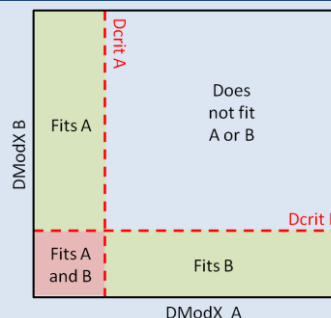 DModX B
Dcrit A
Fits A
Does
not fit
A or B
Dcrit
Fits A
and B
Fits B
DModX A